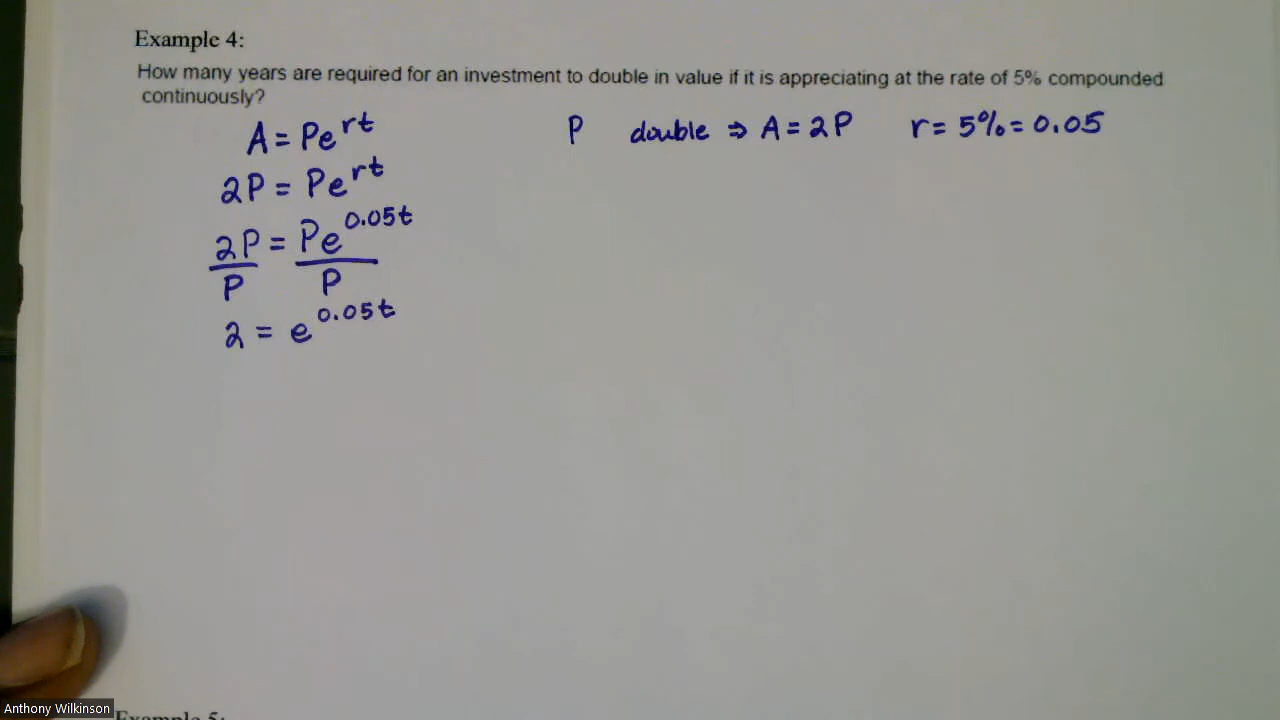 Example 4:
How many years are required for an investment to double in value if it is appreciating at the rate of 5% compounded
continuously?
A = Pe^{rt}
P double ⇒ A = 2P r = 5% = 0.05
2P = Pe^{rt}
2P/P = Pe^{0.05t}/P
2 = e^{0.05t}
Anthony Wilkinson
Example 5: